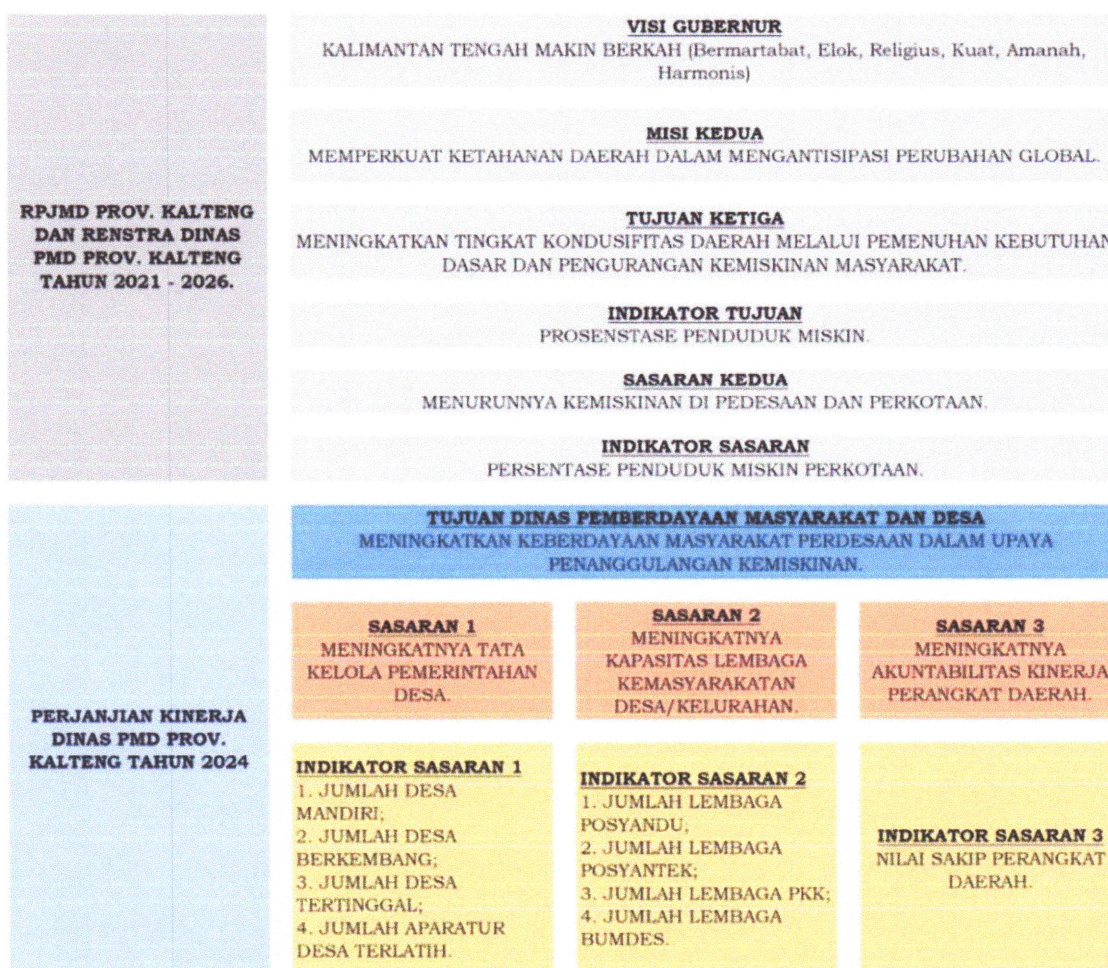 VISI GUBERNUR
KALIMANTAN TENGAH MAKIN BERKAH (Bermartabat, Elok, Religius, Kuat, Amanah,
Harmonis)
MISI KEDUA
MEMPERKUAT KETAHANAN DAERAH DALAM MENGANTISIPASI PERUBAHAN GLOBAL.
RPJMD PROV. KALTENG
DAN RENSTRA DINAS
PMD PROV. KALTENG
TAHUN 2021 - 2026.
TUJUAN KETIGA
MENINGKATKAN TINGKAT KONDUSIFITAS DAERAH MELALUI PEMENUHAN KEBUTUHAN
DASAR DAN PENGURANGAN KEMISKINAN MASYARAKAT.
INDIKATOR TUJUAN
PROSENSTASE PENDUDUK MISKIN.
SASARAN KEDUA
MENURUNNYA KEMISKINAN DI PEDESAAN DAN PERKOTAAN.
INDIKATOR SASARAN
PERSENTASE PENDUDUK MISKIN PERKOTAAN.
TUJUAN DINAS PEMBERDAYAAN MASYARAKAT DAN DESA
MENINGKATKAN KEBERDAYAAN MASYARAKAT PERDESAAN DALAM UPAYA
PENANGGULANGAN KEMISKINAN.
PERJANJIAN KINERJA
DINAS PMD PROV.
KALTENG TAHUN 2024
SASARAN 1
MENINGKATNYA TATA
KELOLA PEMERINTAHAN
DESA.
SASARAN 2
MENINGKATNYA
KAPASITAS LEMBAGA
KEMASYARAKATAN
DESA/KELURAHAN.
SASARAN 3
MENINGKATNYA
AKUNTABILITAS KINERJA
PERANGKAT DAERAH.
INDIKATOR SASARAN 1
1. JUMLAH DESA
MANDIRI;
2. JUMLAH DESA
BERKEMBANG;
3. JUMLAH DESA
TERTINGGAL;
4. JUMLAH APARATUR
DESA TERLATIH.
INDIKATOR SASARAN 2
1. JUMLAH LEMBAGA
POSYANDU;
2. JUMLAH LEMBAGA
POSYANTEK;
3. JUMLAH LEMBAGA PKK;
4. JUMLAH LEMBAGA
BUMDES.
INDIKATOR SASARAN 3
NILAI SAKIP PERANGKAT
DAERAH.